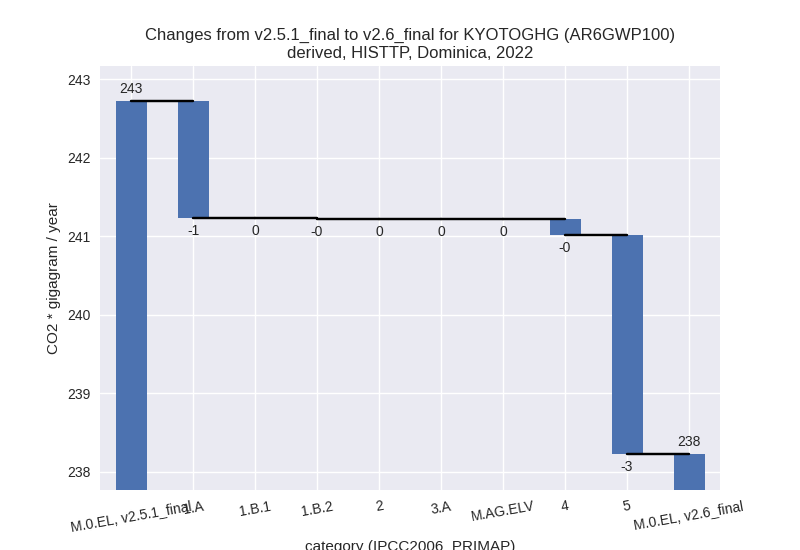 Changes from v2.5.1_final to v2.6_final for KYOTOGHG (AR6GWP100)
derived, HISTTP, Dominica, 2022
243
242
241
240
239
238
CO2 * gigagram / year
243
-1
0
-0
0
0
0
-0
-3
238
M.0.EL, v2.5.1_final
1.A
1.B.1
1.B.2
2
3.A
M.AG.ELV
4
5
M.0.EL, v2.6_final
category (IPCC2006_PRIMAP)